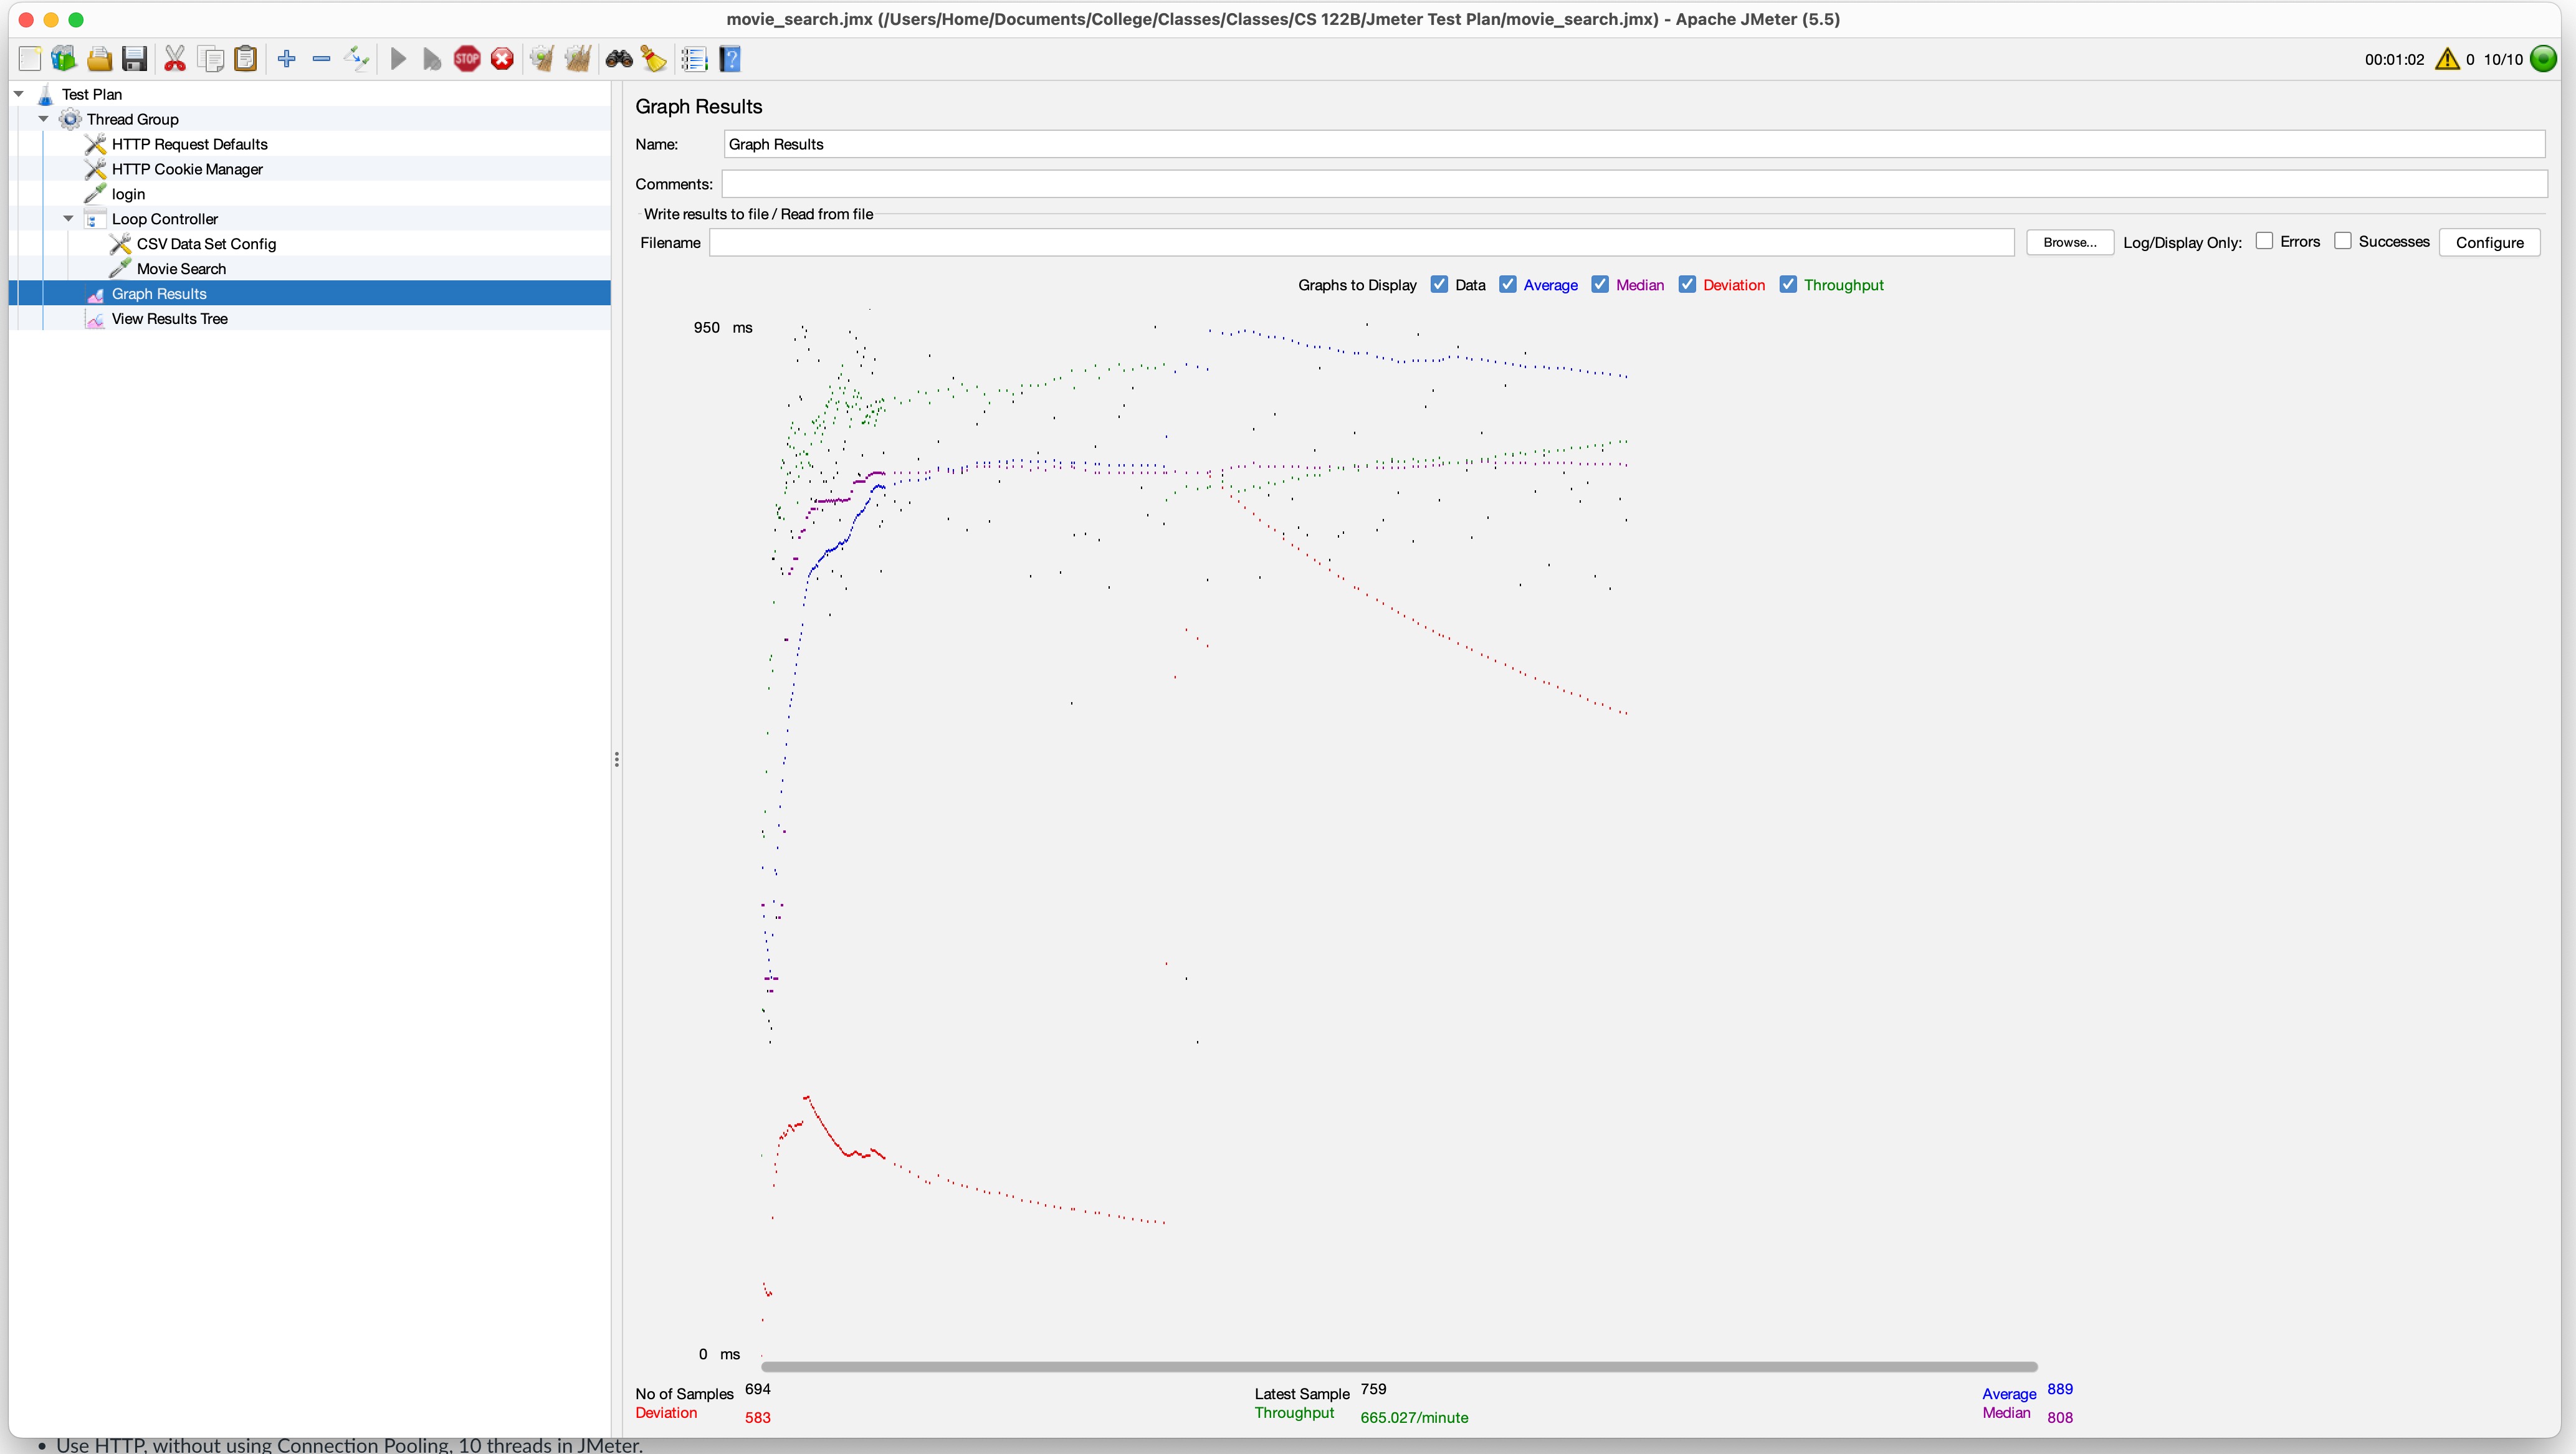 movie_search.jmx (/Users/Home/Documents/College/Classes/Classes/CS 122B/Jmeter Test Plan/movie_search.jmx) - Apache JMeter (5.5)
STOP
00:01:02 0 10/10
Test Plan
Thread Group
HTTP Request Defaults
HTTP Cookie Manager
login
Loop Controller
CSV Data Set Config
Movie Search
Graph Results
View Results Tree
Graph Results
Name: Graph Results
Comments:
Write results to file / Read from file
Filename Browse... Log/Display Only: Errors Successes Configure
Graphs to Display Data Average Median Deviation Throughput
950 ms
0 ms
No of Samples 694 Latest Sample 759 Average 889
Deviation 583 Throughput 665.027/minute Median 808
• Use HTTP, without using Connection Pooling, 10 threads in JMeter.